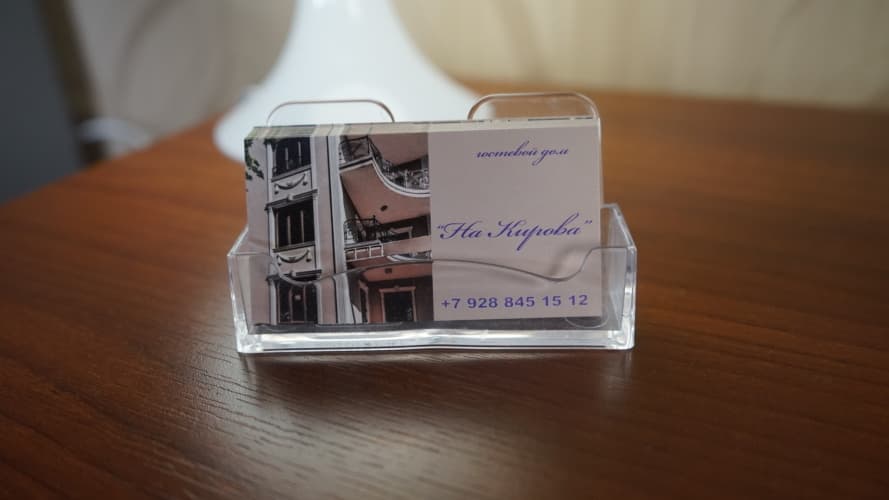 гостевой дом
“На Кирова”
+7 928 845 15 12